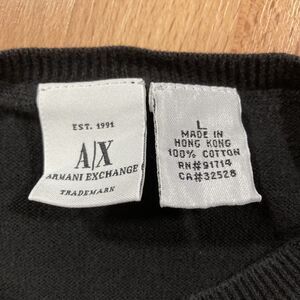 EST. 1991
A|X
ARMANI EXCHANGE
TRADEMARK
L
MADE IN
HONG KONG
100% COTTON
RN#91714
CA#32528